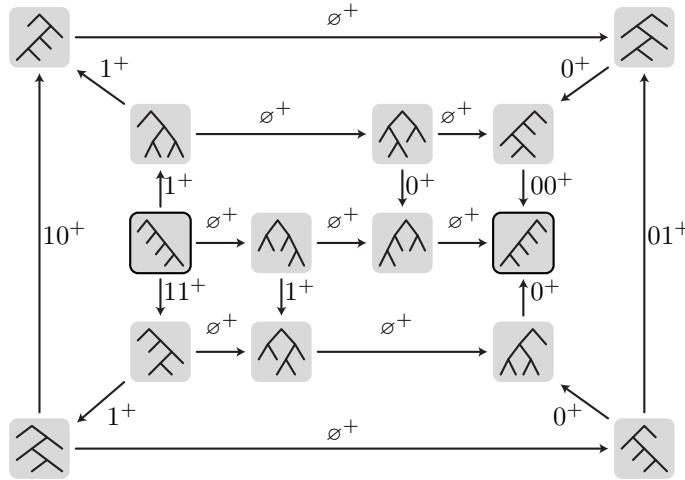 ∅⁺
1⁺ 0⁺
∅⁺ ∅⁺
1⁺ 0⁺ 00⁺
∅⁺ ∅⁺ ∅⁺
10⁺ 01⁺
11⁺ 1⁺ 0⁺
∅⁺ ∅⁺
1⁺ 0⁺
∅⁺